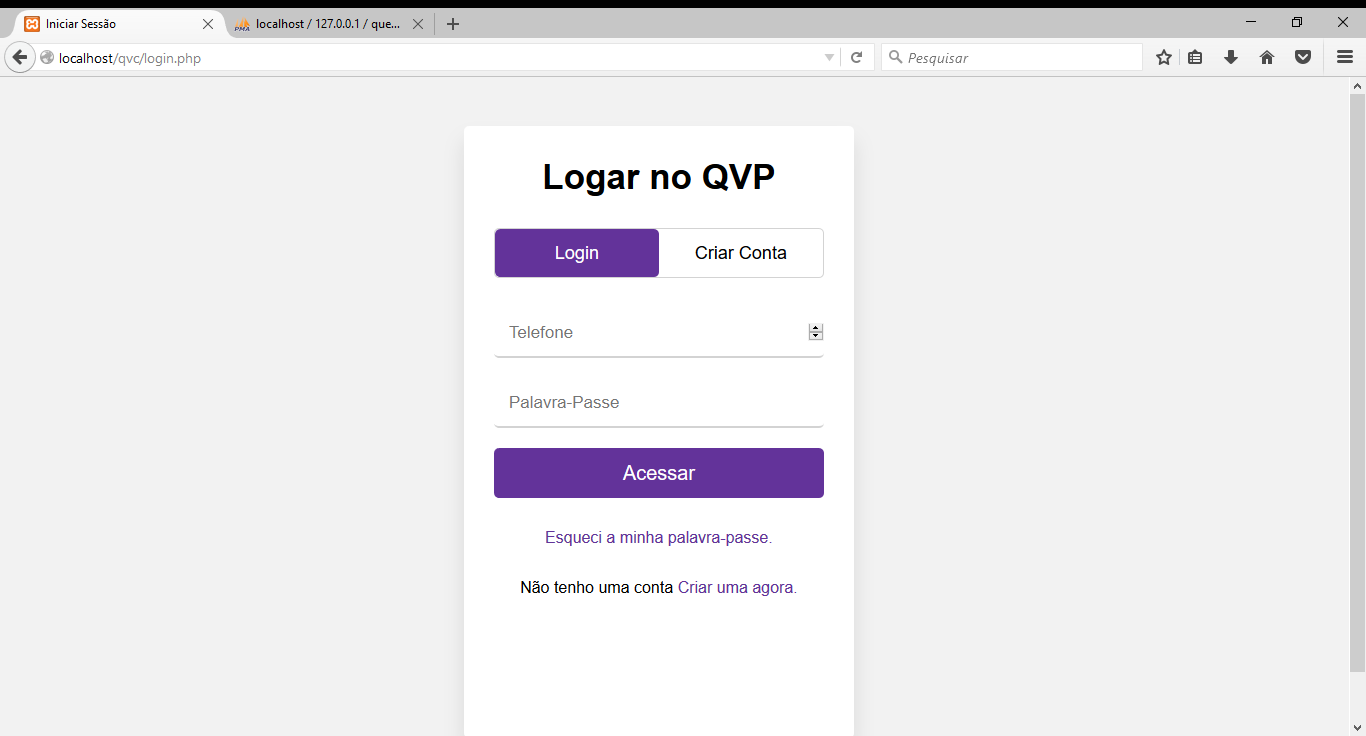 Iniciar Sessão
PMA localhost / 127.0.0.1 / que...
localhost/qvc/login.php
Pesquisar
Logar no QVP
Login Criar Conta
Telefone
Palavra-Passe
Acessar
Esqueci a minha palavra-passe.
Não tenho uma conta Criar uma agora.